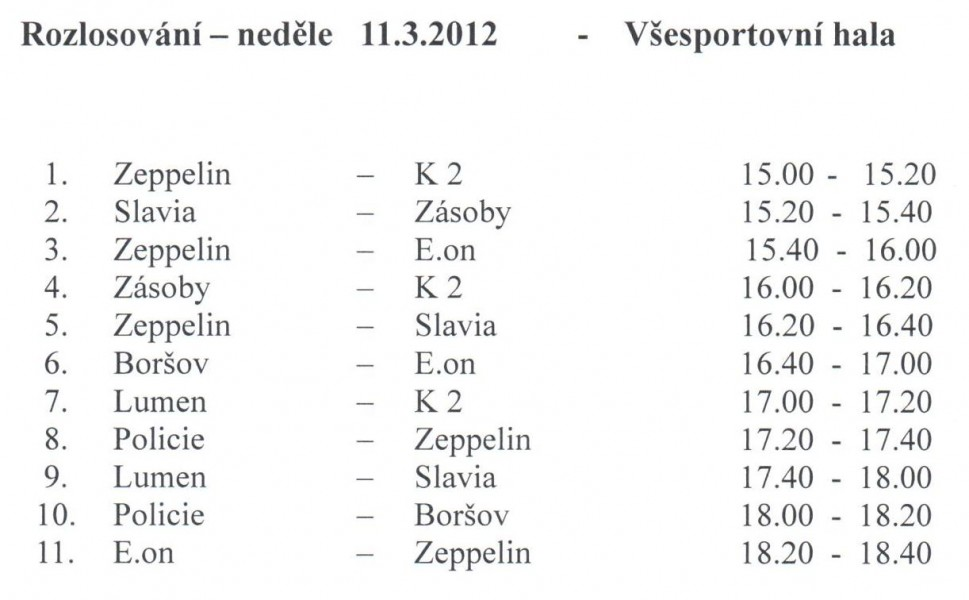 Rozlosování – neděle 11.3.2012 - Všesportovní hala
1. Zeppelin – K 2 15.00 - 15.20
2. Slavia – Zásoby 15.20 - 15.40
3. Zeppelin – E.on 15.40 - 16.00
4. Zásoby – K 2 16.00 - 16.20
5. Zeppelin – Slavia 16.20 - 16.40
6. Boršov – E.on 16.40 - 17.00
7. Lumen – K 2 17.00 - 17.20
8. Policie – Zeppelin 17.20 - 17.40
9. Lumen – Slavia 17.40 - 18.00
10. Policie – Boršov 18.00 - 18.20
11. E.on – Zeppelin 18.20 - 18.40